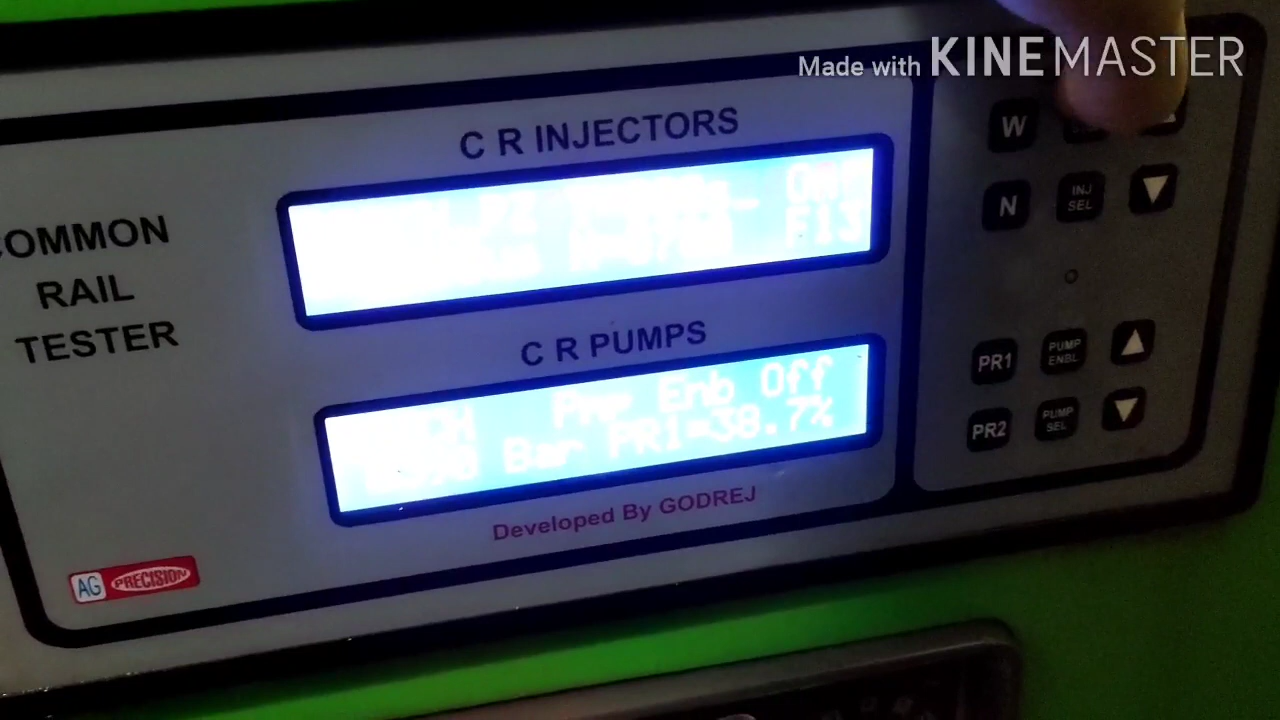 Made with KINEMASTER
C R INJECTORS
COMMON
RAIL
TESTER
C R PUMPS
Pmp Enb Off
Bar PR1=38.7%
Developed By GODREJ
AG PRECISION
W
N
INJ
SEL
PR1
PUMP
ENBL
PR2
PUMP
SEL